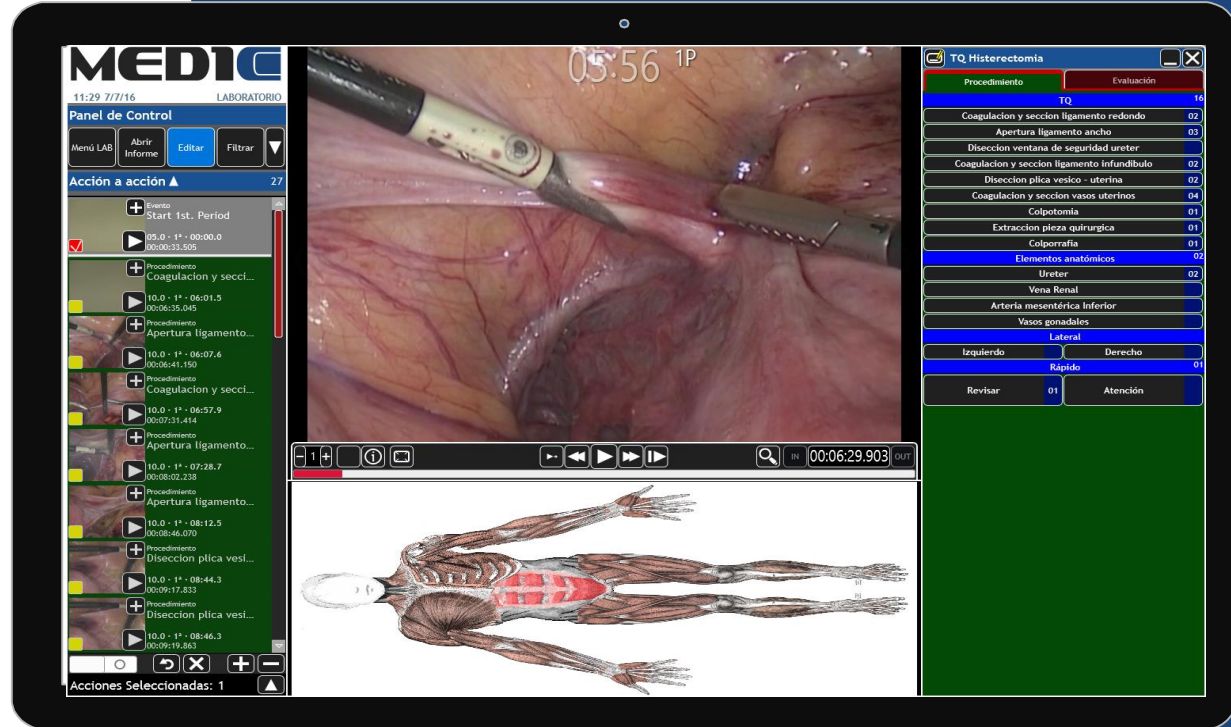 MED1C
11:29 7/7/16 LABORATORIO
Panel de Control
Menú LAB
Abrir
Informe
Editar
Filtrar
Acción a acción ▲ 27
Evento
Start 1st. Period
05.0 · 1ª · 00:00.0
00:00:33.505
Procedimiento
Coagulacion y secci...
10.0 · 1ª · 06:01.5
00:06:35.045
Procedimiento
Apertura ligamento...
10.0 · 1ª · 06:07.6
00:06:41.150
Procedimiento
Coagulacion y secci...
10.0 · 1ª · 06:57.9
00:07:31.414
Procedimiento
Apertura ligamento...
10.0 · 1ª · 07:28.7
00:08:02.238
Procedimiento
Apertura ligamento...
10.0 · 1ª · 08:12.5
00:08:46.070
Procedimiento
Diseccion plica vesi...
10.0 · 1ª · 08:44.3
00:09:17.833
Procedimiento
Diseccion plica vesi...
10.0 · 1ª · 08:46.3
00:09:19.863
Acciones Seleccionadas: 1
05:56 1P
- 1 +
IN 00:06:29.903 OUT
TQ Histerectomia
Procedimiento
Evaluación
TQ 16
Coagulacion y seccion ligamento redondo 02
Apertura ligamento ancho 03
Diseccion ventana de seguridad ureter
Coagulacion y seccion ligamento infundibulo 02
Diseccion plica vesico - uterina 02
Coagulacion y seccion vasos uterinos 04
Colpotomia 01
Extraccion pieza quirurgica 01
Colporrafia 01
Elementos anatómicos 02
Ureter 02
Vena Renal
Arteria mesentérica Inferior
Vasos gonadales
Lateral
Izquierdo Derecho
Rápido 01
Revisar 01 Atención